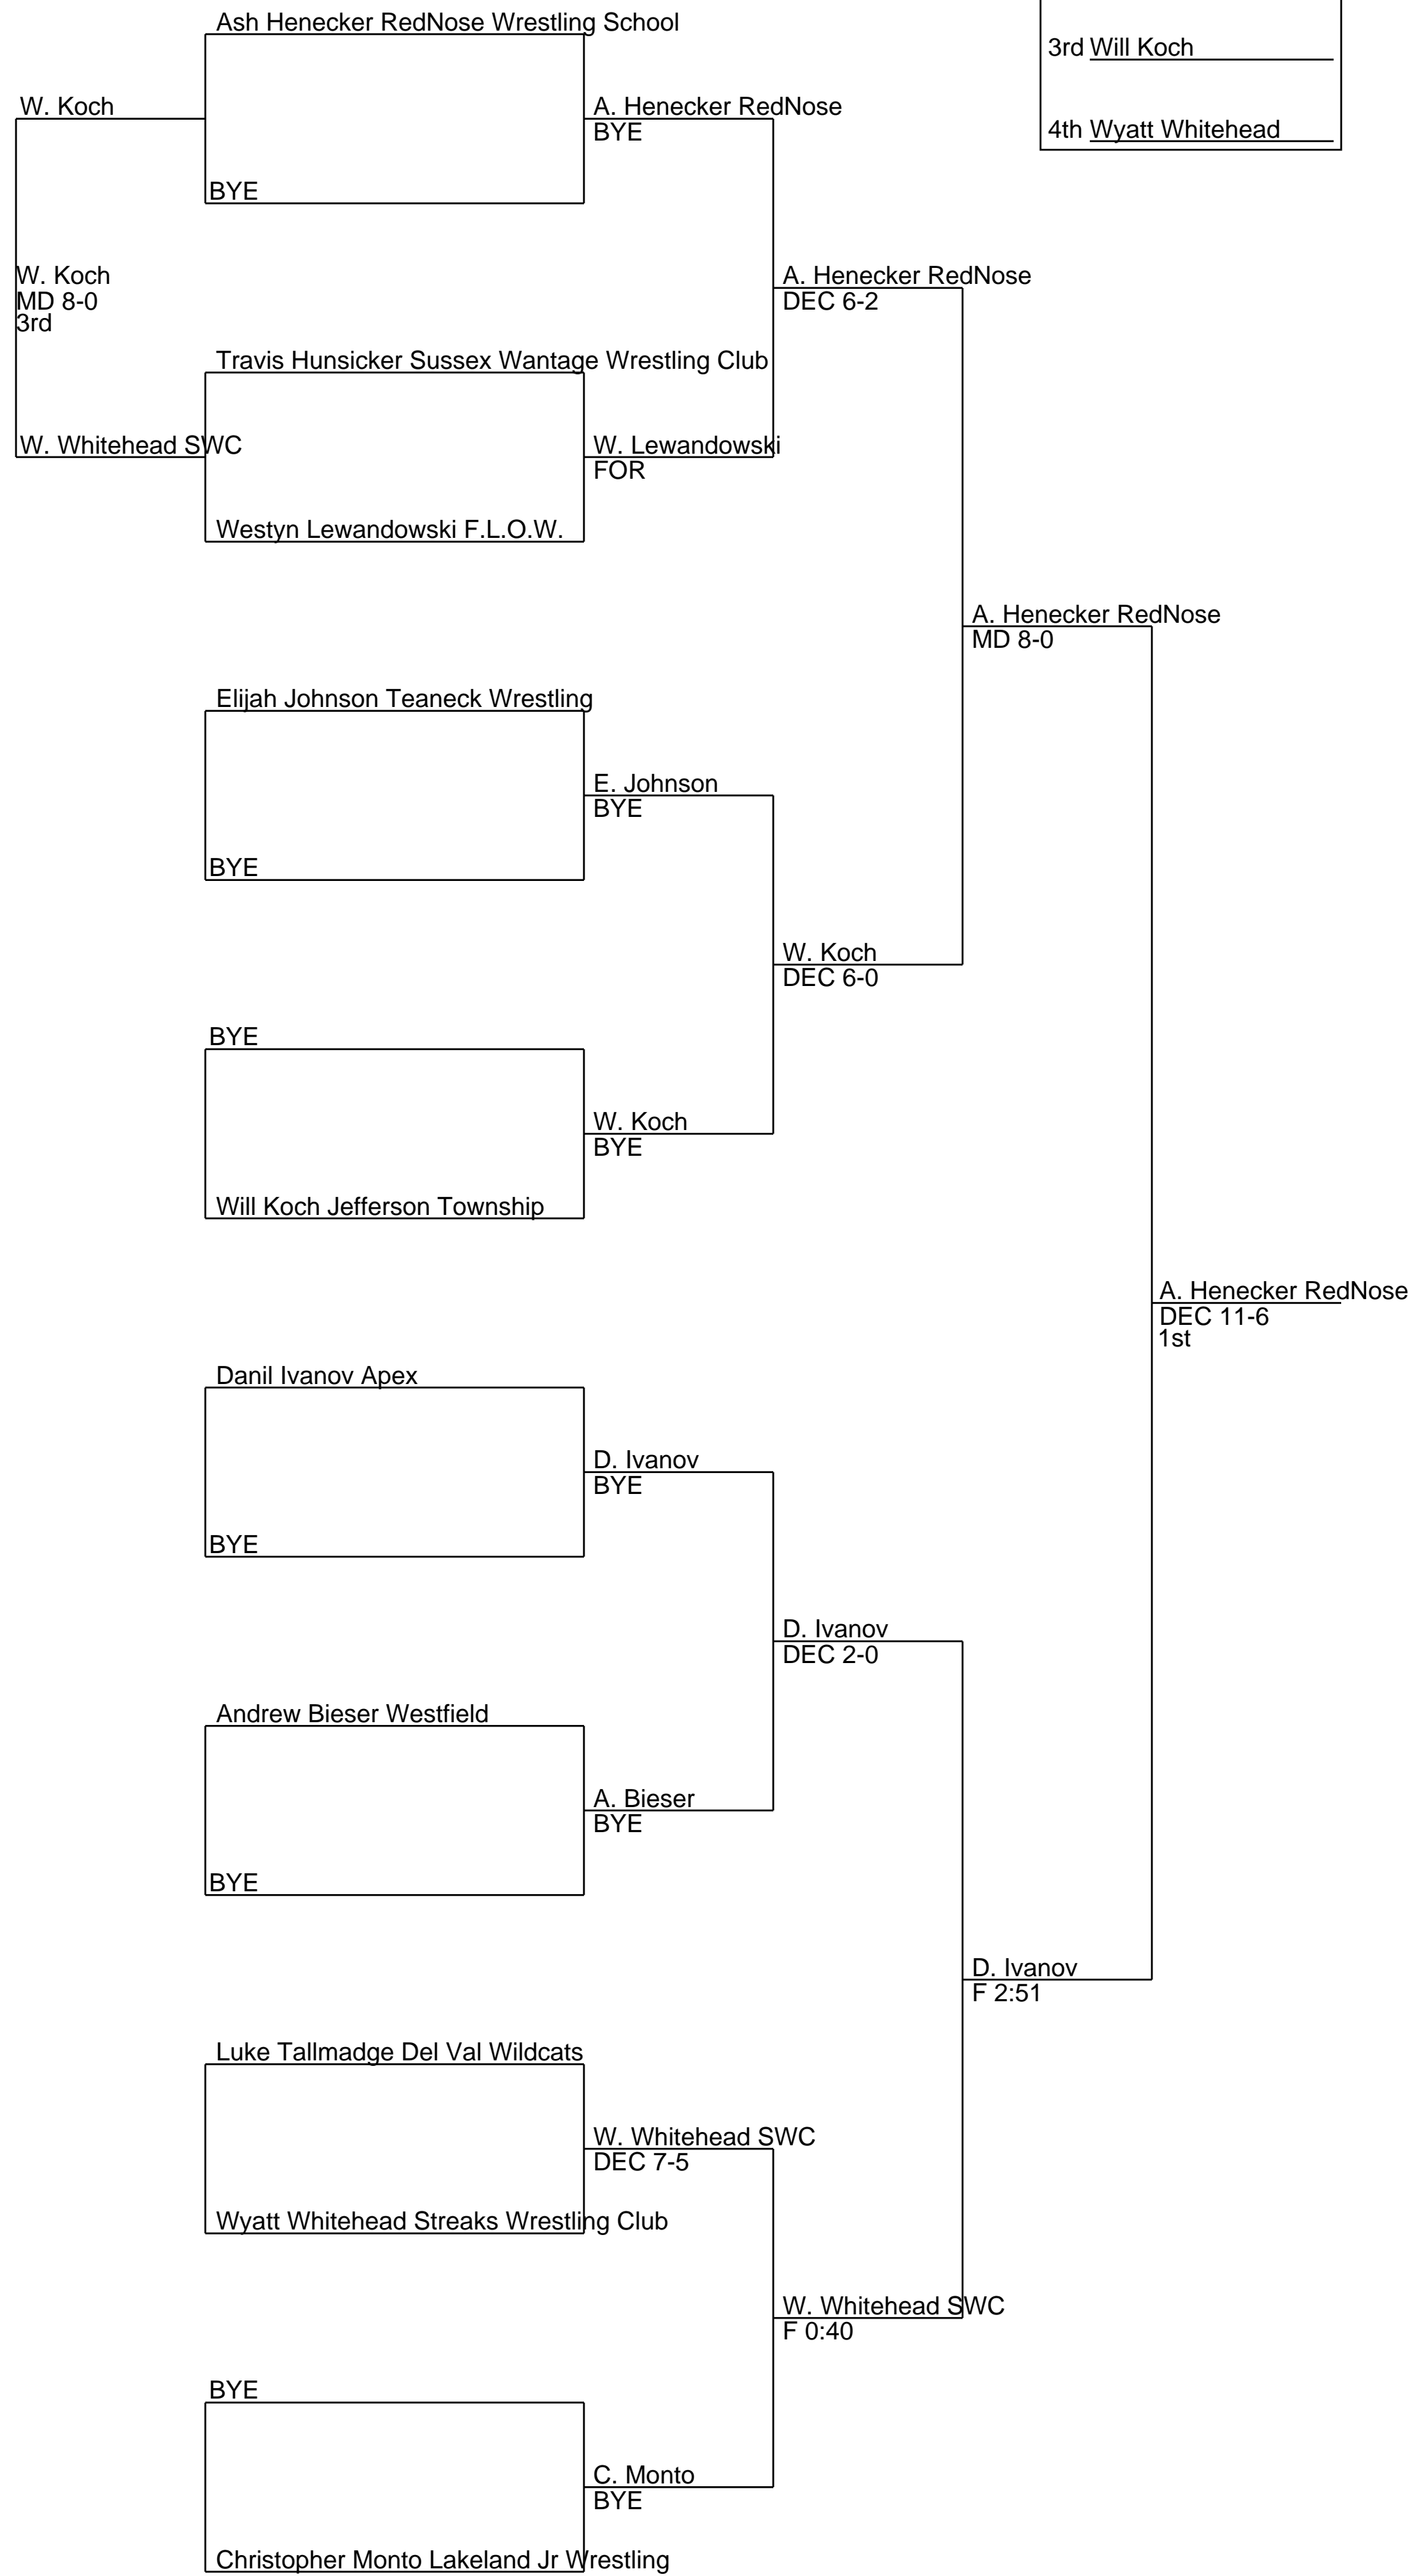 Ash Henecker RedNose Wrestling School
3rd Will Koch
W. Koch
A. Henecker RedNose
BYE
4th Wyatt Whitehead
BYE
W. Koch
MD 8-0
3rd
A. Henecker RedNose
DEC 6-2
Travis Hunsicker Sussex Wantage Wrestling Club
W. Whitehead SWC
W. Lewandowski
FOR
Westyn Lewandowski F.L.O.W.
A. Henecker RedNose
MD 8-0
Elijah Johnson Teaneck Wrestling
E. Johnson
BYE
BYE
W. Koch
DEC 6-0
BYE
W. Koch
BYE
Will Koch Jefferson Township
A. Henecker RedNose
DEC 11-6
1st
Danil Ivanov Apex
D. Ivanov
BYE
BYE
D. Ivanov
DEC 2-0
Andrew Bieser Westfield
A. Bieser
BYE
BYE
D. Ivanov
F 2:51
Luke Tallmadge Del Val Wildcats
W. Whitehead SWC
DEC 7-5
Wyatt Whitehead Streaks Wrestling Club
W. Whitehead SWC
F 0:40
BYE
C. Monto
BYE
Christopher Monto Lakeland Jr Wrestling